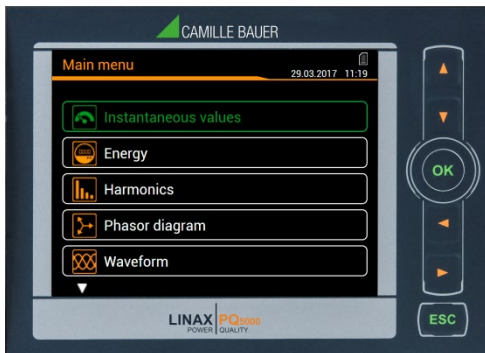 CAMILLE BAUER
Main menu
29.03.2017 11:19
Instantaneous values
Energy
Harmonics
Phasor diagram
Waveform
OK
LINAX PQ5000
POWER QUALITY
ESC